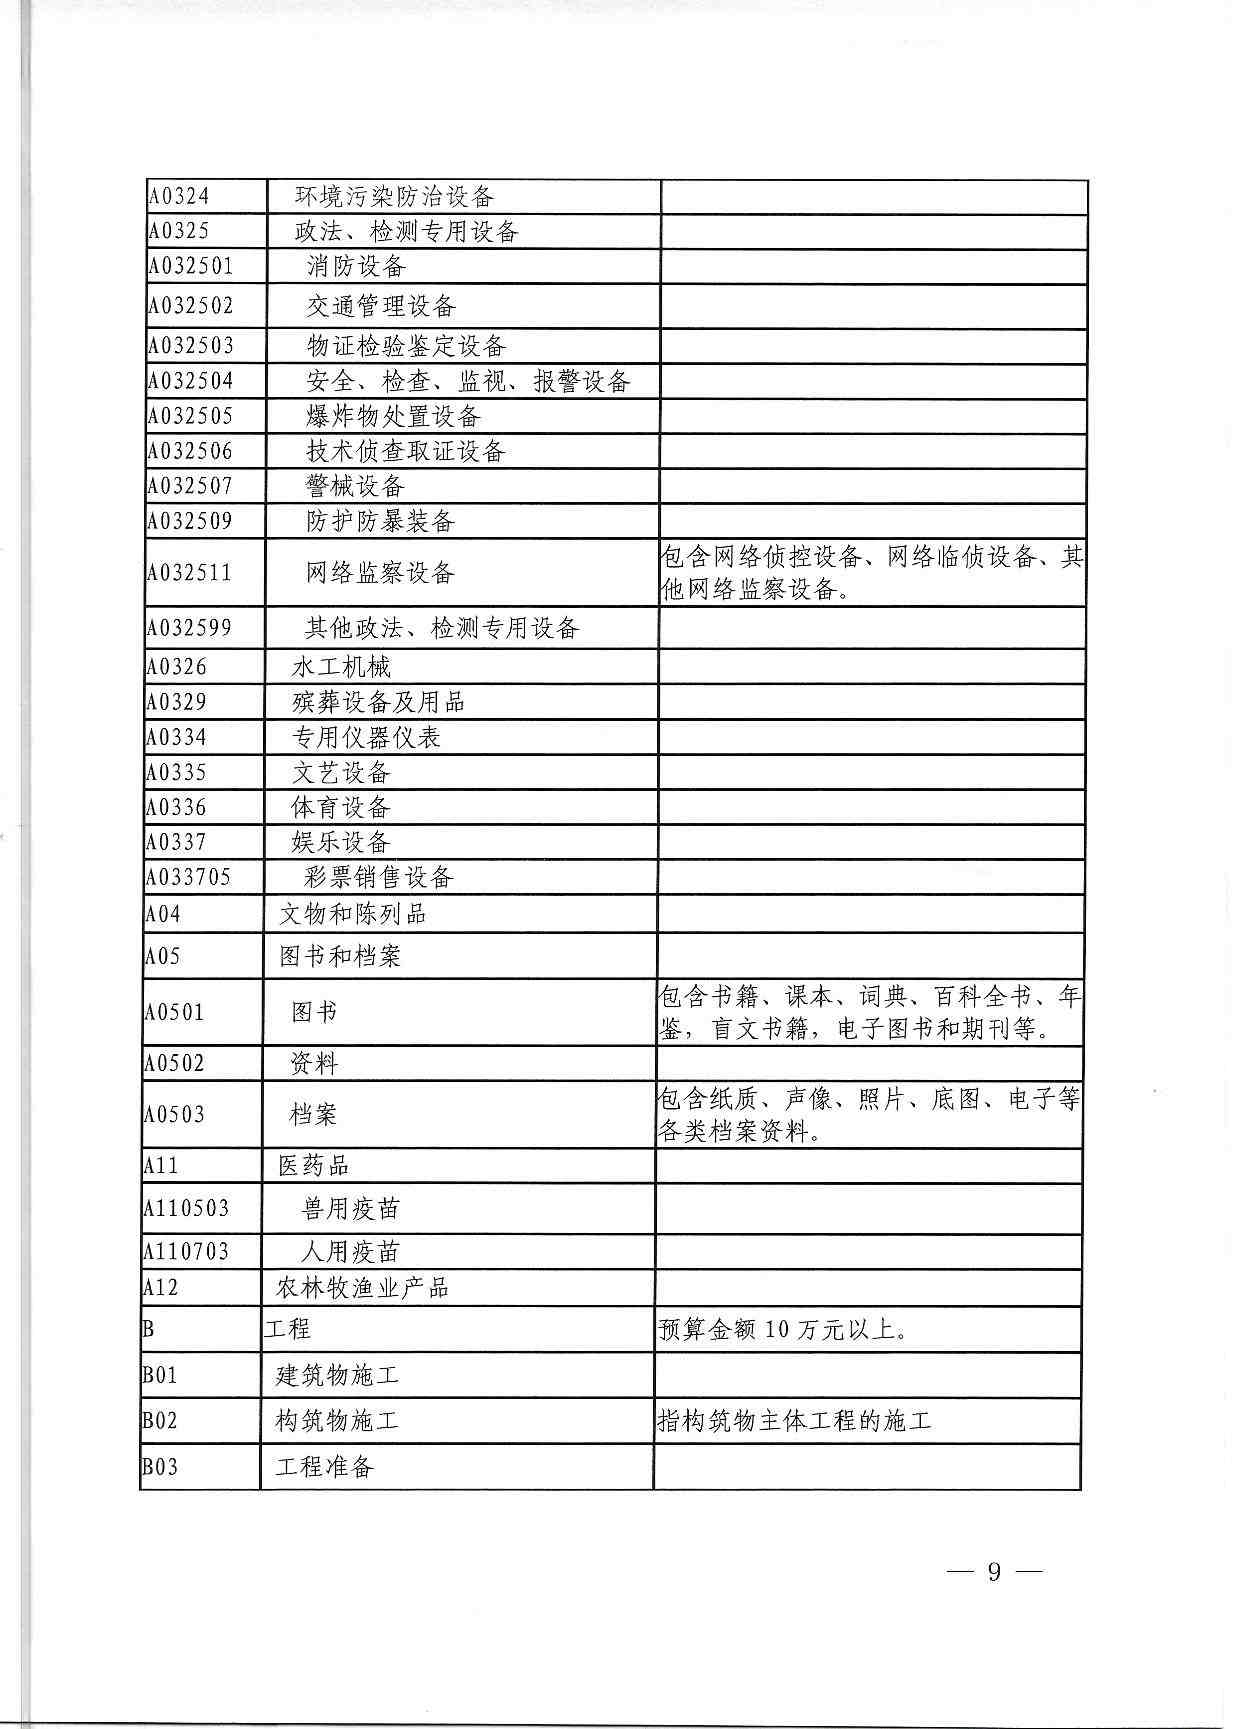 A0324 环境污染防治设备
A0325 政法、检测专用设备
A032501 消防设备
A032502 交通管理设备
A032503 物证检验鉴定设备
A032504 安全、检查、监视、报警设备
A032505 爆炸物处置设备
A032506 技术侦查取证设备
A032507 警械设备
A032509 防护防暴装备
A032511 网络监察设备 包含网络侦控设备、网络临侦设备、其
他网络监察设备。
A032599 其他政法、检测专用设备
A0326 水工机械
A0329 殡葬设备及用品
A0334 专用仪器仪表
A0335 文艺设备
A0336 体育设备
A0337 娱乐设备
A033705 彩票销售设备
A04 文物和陈列品
A05 图书和档案
A0501 图书 包含书籍、课本、词典、百科全书、年
鉴，盲文书籍，电子图书和期刊等。
A0502 资料
A0503 档案 包含纸质、声像、照片、底图、电子等
各类档案资料。
A11 医药品
A110503 兽用疫苗
A110703 人用疫苗
A12 农林牧渔业产品
B 工程 预算金额10万元以上。
B01 建筑物施工
B02 构筑物施工 指构筑物主体工程的施工
B03 工程准备
— 9 —